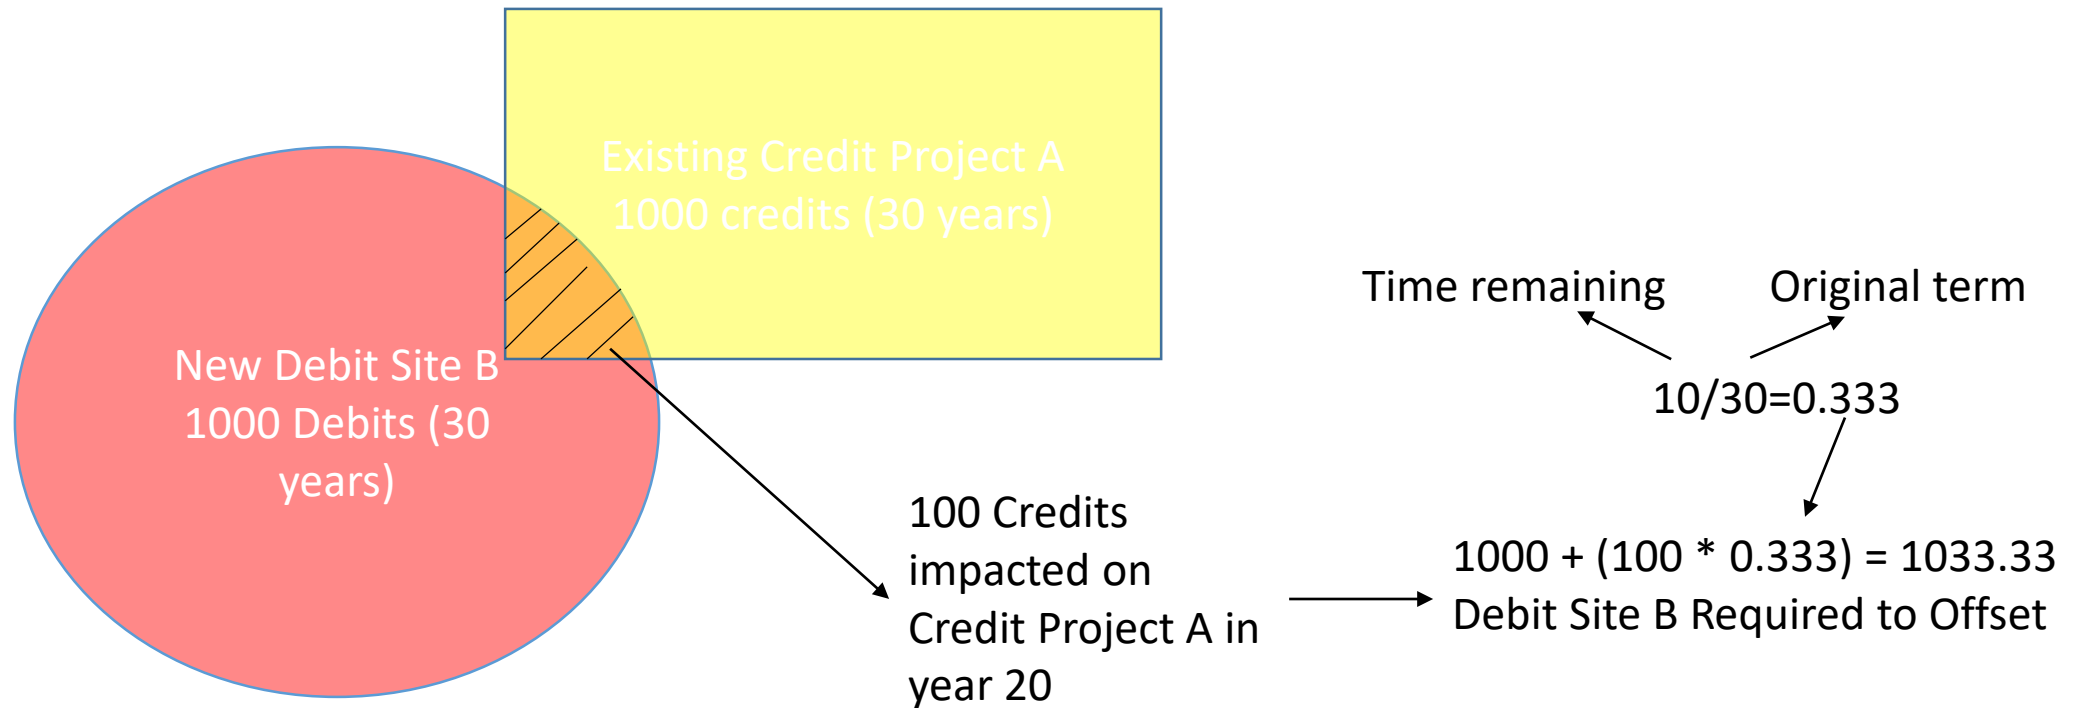 Existing Credit Project A
1000 credits (30 years)
New Debit Site B
1000 Debits (30
years)
Time remaining
Original term
10/30=0.333
100 Credits
impacted on
Credit Project A in
year 20
1000 + (100 * 0.333) = 1033.33
Debit Site B Required to Offset